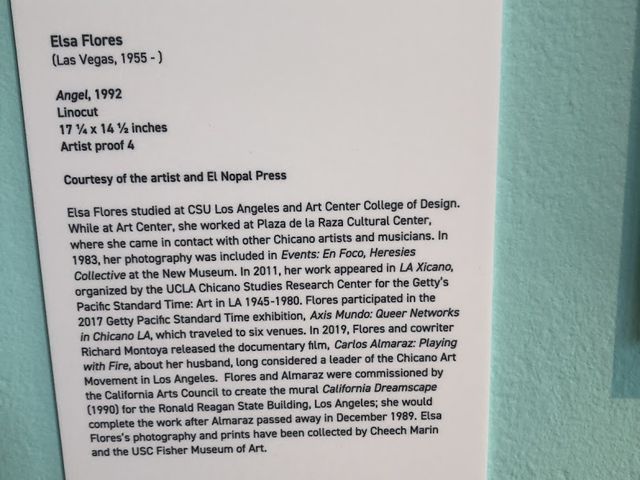 Elsa Flores
(Las Vegas, 1955 - )
Angel, 1992
Linocut
17 ¼ x 14 ½ inches
Artist proof 4
Courtesy of the artist and El Nopal Press
Elsa Flores studied at CSU Los Angeles and Art Center College of Design.
While at Art Center, she worked at Plaza de la Raza Cultural Center,
where she came in contact with other Chicano artists and musicians. In
1983, her photography was included in Events: En Foco, Heresies
Collective at the New Museum. In 2011, her work appeared in LA Xicano,
organized by the UCLA Chicano Studies Research Center for the Getty's
Pacific Standard Time: Art in LA 1945-1980. Flores participated in the
2017 Getty Pacific Standard Time exhibition, Axis Mundo: Queer Networks
in Chicano LA, which traveled to six venues. In 2019, Flores and cowriter
Richard Montoya released the documentary film, Carlos Almaraz: Playing
with Fire, about her husband, long considered a leader of the Chicano Art
Movement in Los Angeles. Flores and Almaraz were commissioned by
the California Arts Council to create the mural California Dreamscape
(1990) for the Ronald Reagan State Building, Los Angeles; she would
complete the work after Almaraz passed away in December 1989. Elsa
Flores's photography and prints have been collected by Cheech Marin
and the USC Fisher Museum of Art.